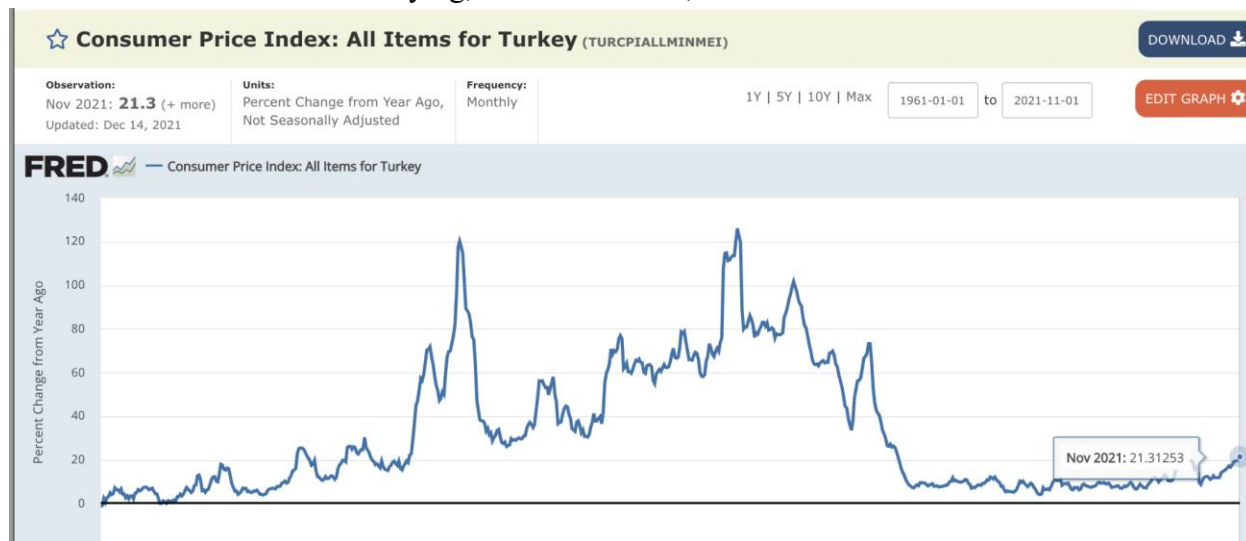 ☆ Consumer Price Index: All Items for Turkey (TURCPIALLMINMEI)
DOWNLOAD
Observation:
Nov 2021: 21.3 (+ more)
Updated: Dec 14, 2021
Units:
Percent Change from Year Ago,
Not Seasonally Adjusted
Frequency:
Monthly
1Y | 5Y | 10Y | Max
1961-01-01 to 2021-11-01
EDIT GRAPH
FRED — Consumer Price Index: All Items for Turkey
Percent Change from Year Ago
140
120
100
80
60
40
20
0
Nov 2021: 21.31253